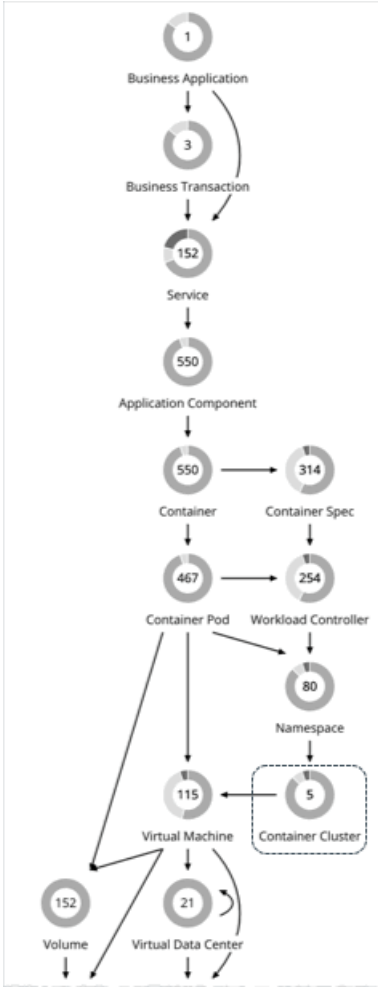 1
Business Application
3
Business Transaction
152
Service
550
Application Component
550
314
Container
Container Spec
467
254
Container Pod
Workload Controller
80
Namespace
115
5
Virtual Machine
Container Cluster
152
21
Volume
Virtual Data Center